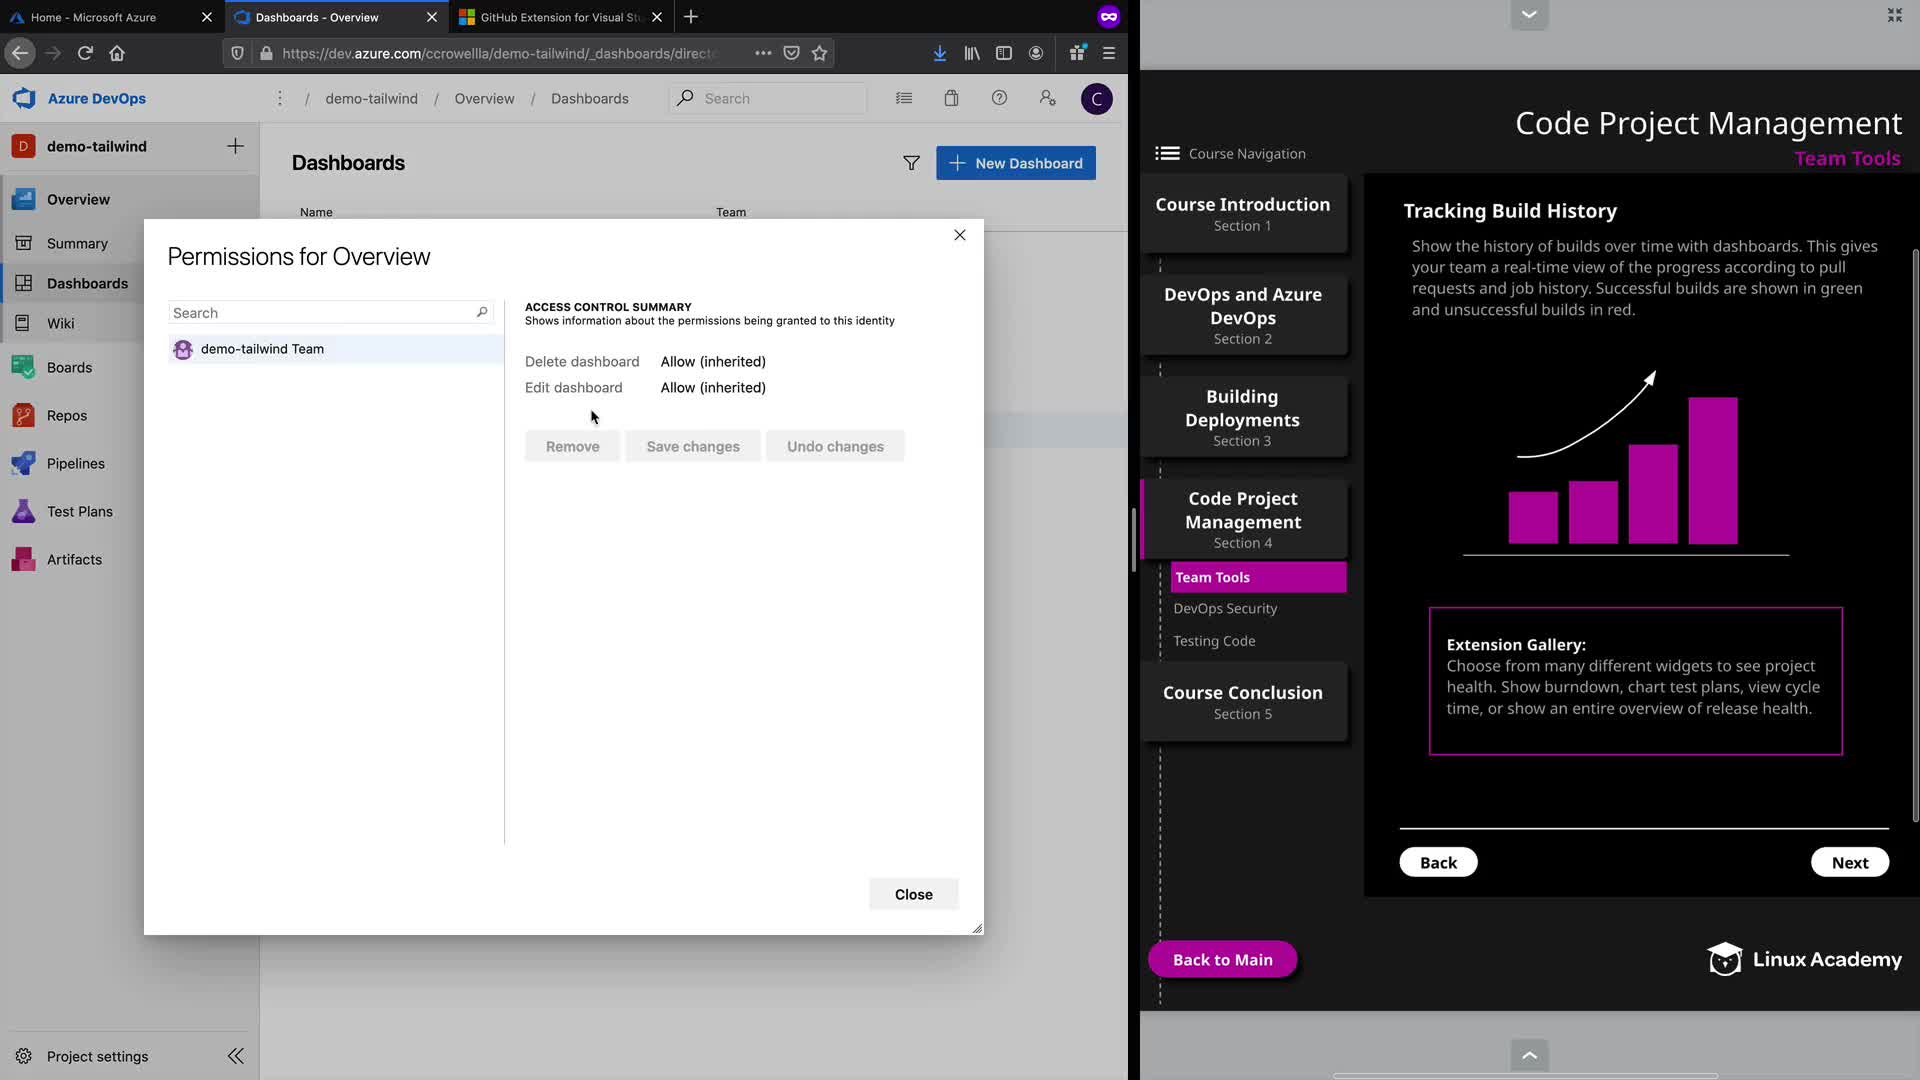 Home - Microsoft Azure
Dashboards - Overview
GitHub Extension for Visual Stu
https://dev.azure.com/ccrowellla/demo-tailwind/_dashboards/directo
Azure DevOps
/ demo-tailwind / Overview / Dashboards
Search
C
D demo-tailwind
Overview
Summary
Dashboards
Wiki
Boards
Repos
Pipelines
Test Plans
Artifacts
Project settings
Dashboards
New Dashboard
Name
Team
Permissions for Overview
Search
demo-tailwind Team
ACCESS CONTROL SUMMARY
Shows information about the permissions being granted to this identity
Delete dashboard Allow (inherited)
Edit dashboard Allow (inherited)
Remove
Save changes
Undo changes
Close
Code Project Management
Team Tools
Course Navigation
Course Introduction
Section 1
DevOps and Azure
DevOps
Section 2
Building
Deployments
Section 3
Code Project
Management
Section 4
Team Tools
DevOps Security
Testing Code
Course Conclusion
Section 5
Back to Main
Tracking Build History
Show the history of builds over time with dashboards. This gives
your team a real-time view of the progress according to pull
requests and job history. Successful builds are shown in green
and unsuccessful builds in red.
Extension Gallery:
Choose from many different widgets to see project
health. Show burndown, chart test plans, view cycle
time, or show an entire overview of release health.
Back
Next
Linux Academy